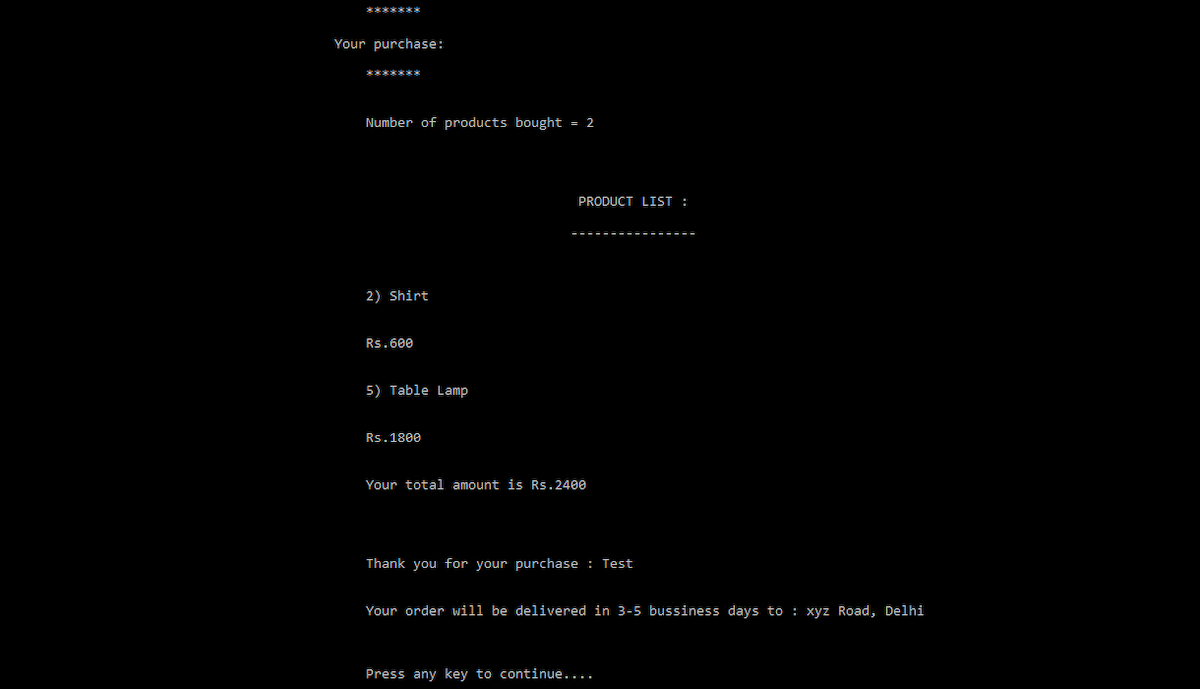 *******
Your purchase:
*******
Number of products bought = 2
PRODUCT LIST :
----------------
2) Shirt
Rs.600
5) Table Lamp
Rs.1800
Your total amount is Rs.2400
Thank you for your purchase : Test
Your order will be delivered in 3-5 bussiness days to : xyz Road, Delhi
Press any key to continue....